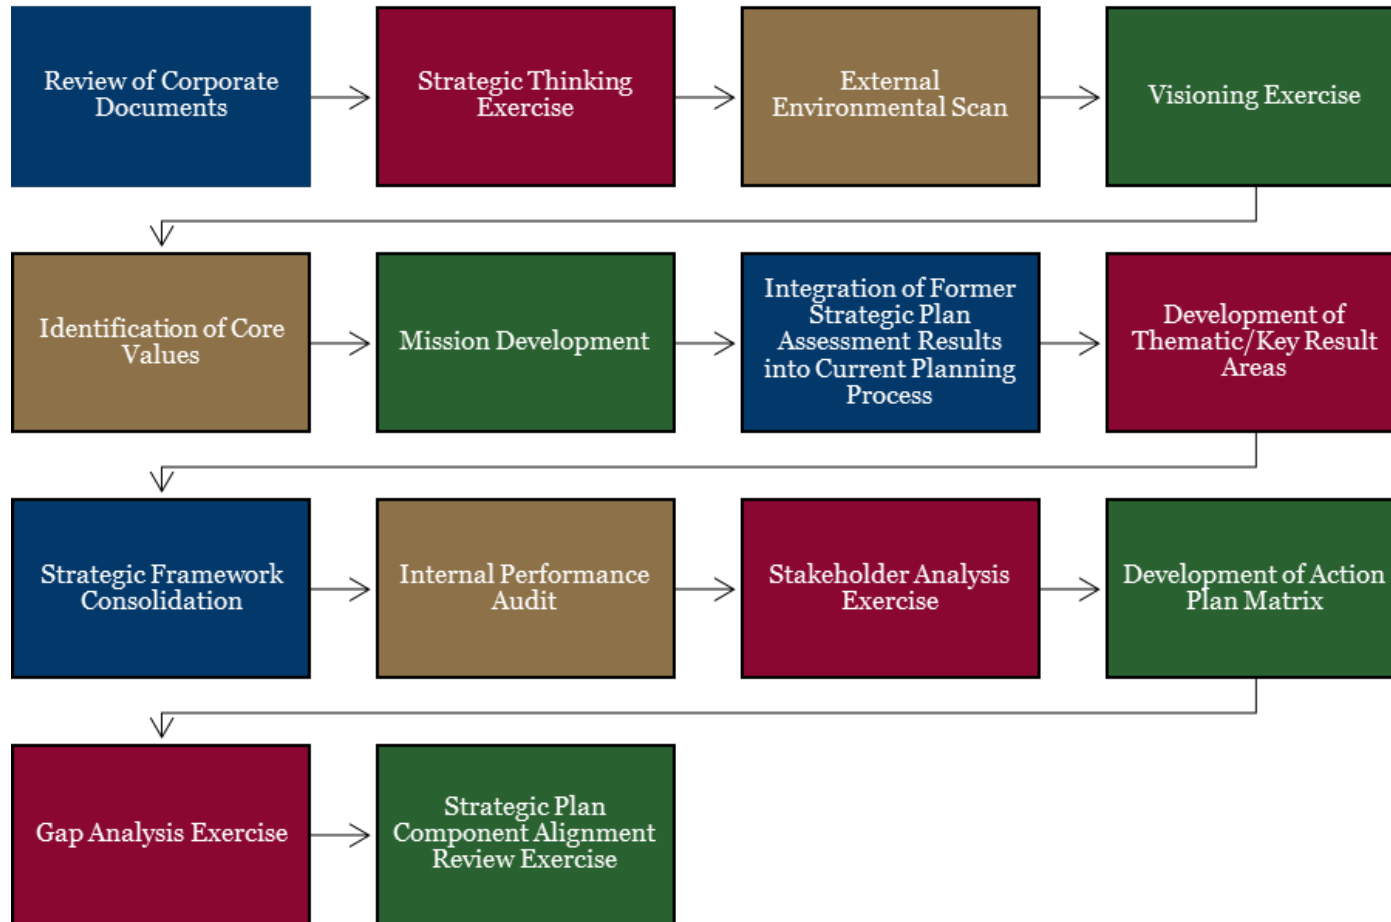 Review of Corporate
Documents
Strategic Thinking
Exercise
External
Environmental Scan
Visioning Exercise
Identification of Core
Values
Mission Development
Integration of Former
Strategic Plan
Assessment Results
into Current Planning
Process
Development of
Thematic/Key Result
Areas
Strategic Framework
Consolidation
Internal Performance
Audit
Stakeholder Analysis
Exercise
Development of Action
Plan Matrix
Gap Analysis Exercise
Strategic Plan
Component Alignment
Review Exercise